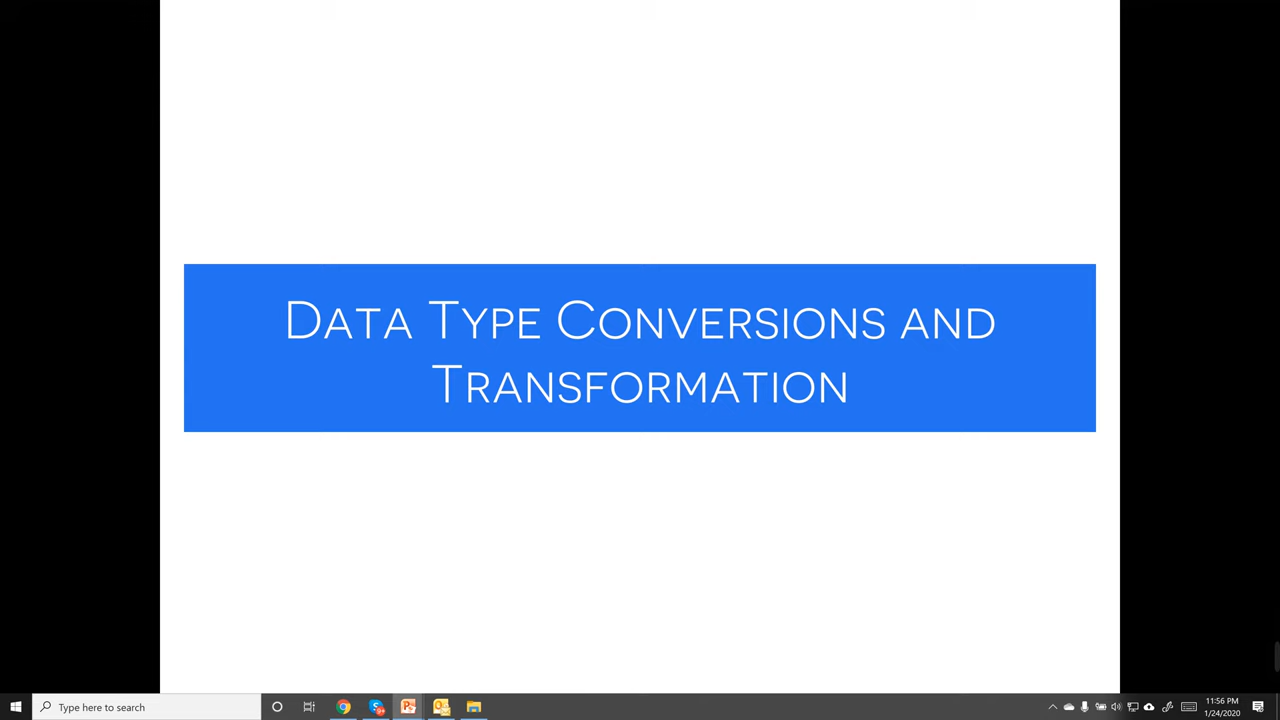 Data Type Conversions and
Transformation
Type here to search
11:56 PM
1/24/2020